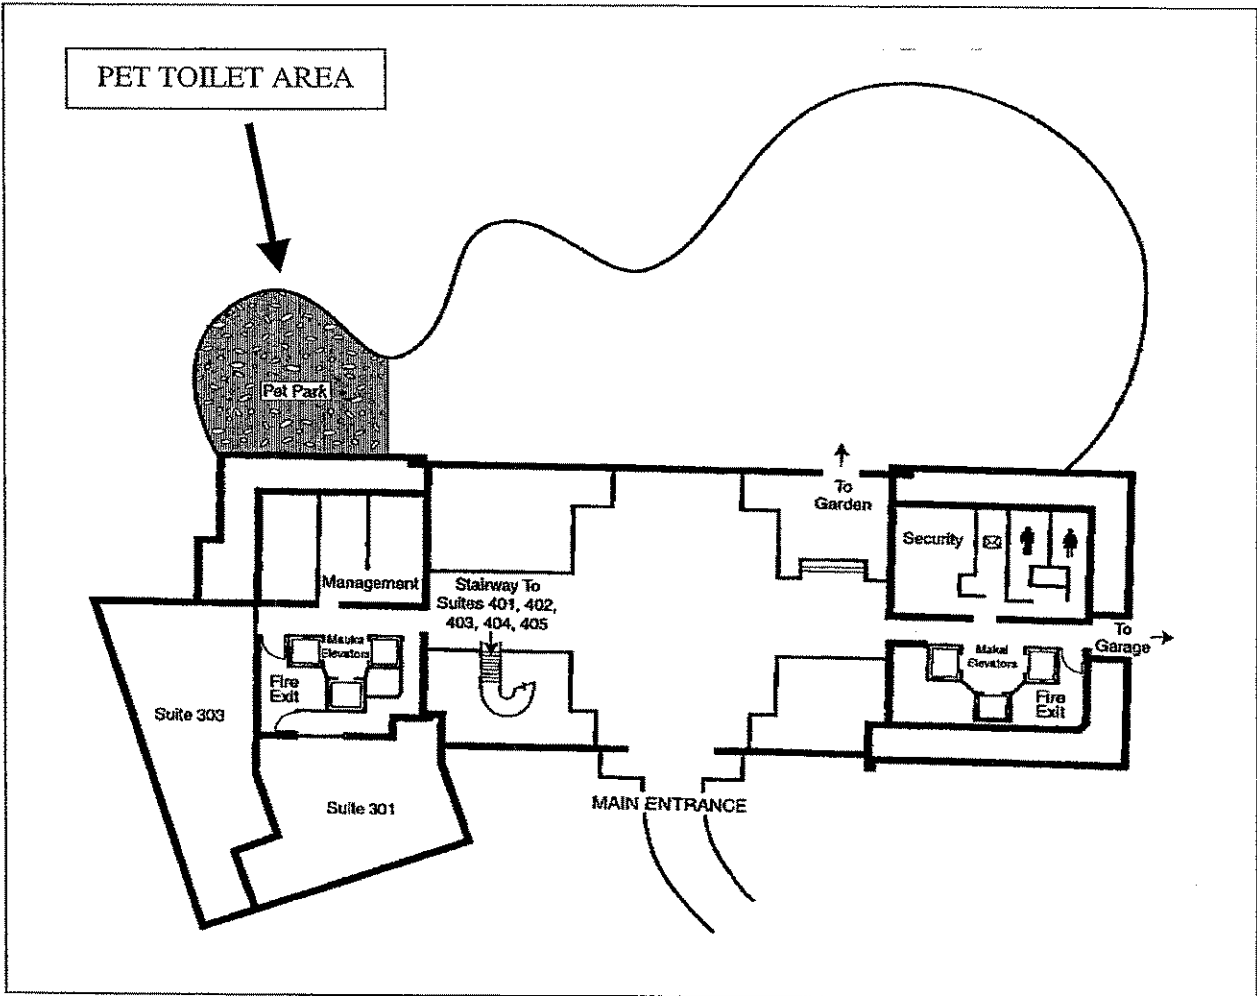 PET TOILET AREA
Pet Park
To
Garden
Security
Management
Stairway To
Suites 401, 402,
403, 404, 405
To
Garage
Mauka
Elevators
Makai
Elevators
Fire
Exit
Fire
Exit
Suite 303
Suite 301
MAIN ENTRANCE